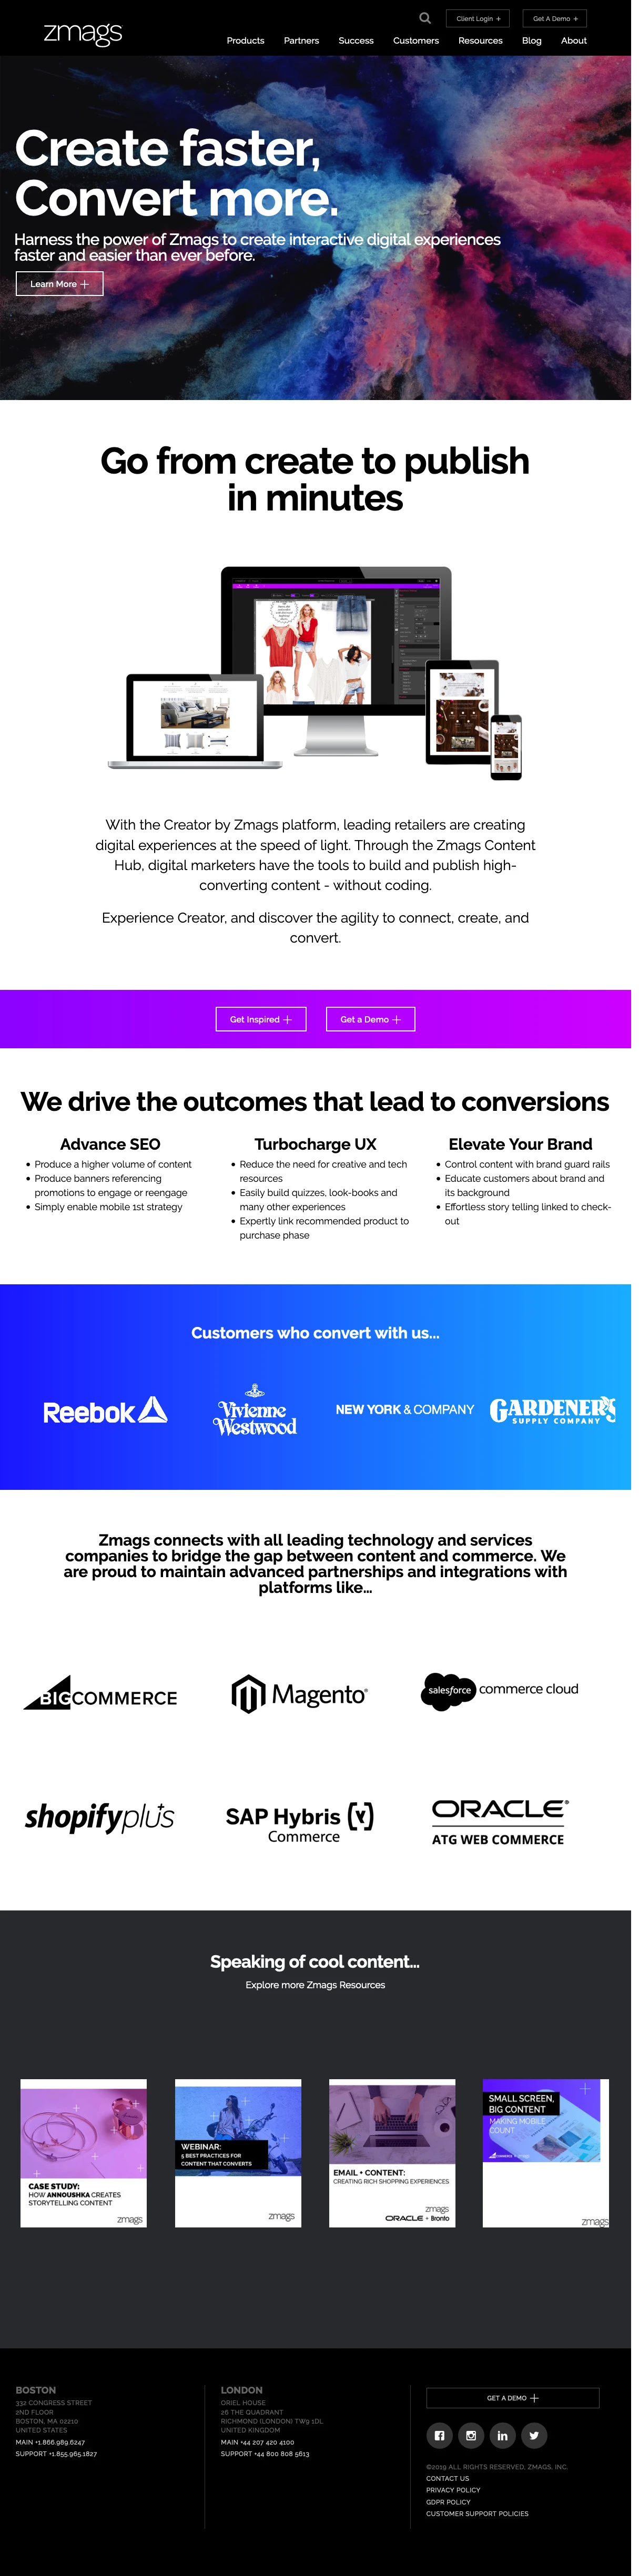 zmags
Client Login +
Get A Demo +
Products
Partners
Success
Customers
Resources
Blog
About
Create faster,
Convert more.
Harness the power of Zmags to create interactive digital experiences
faster and easier than ever before.
Learn More +
Go from create to publish
in minutes
With the Creator by Zmags platform, leading retailers are creating
digital experiences at the speed of light. Through the Zmags Content
Hub, digital marketers have the tools to build and publish high-
converting content - without coding.
Experience Creator, and discover the agility to connect, create, and
convert.
Get Inspired +
Get a Demo +
We drive the outcomes that lead to conversions
Advance SEO
• Produce a higher volume of content
• Produce banners referencing
promotions to engage or reengage
• Simply enable mobile 1st strategy
Turbocharge UX
• Reduce the need for creative and tech
resources
• Easily build quizzes, look-books and
many other experiences
• Expertly link recommended product to
purchase phase
Elevate Your Brand
• Control content with brand guard rails
• Educate customers about brand and
its background
• Effortless story telling linked to check-
out
Customers who convert with us...
Reebok
Vivienne
Westwood
NEW YORK & COMPANY
GARDENER'S
SUPPLY COMPANY
Zmags connects with all leading technology and services
companies to bridge the gap between content and commerce. We
are proud to maintain advanced partnerships and integrations with
platforms like...
BIGCOMMERCE
Magento®
salesforce commerce cloud
shopifyplus
SAP Hybris (Y)
Commerce
ORACLE®
ATG WEB COMMERCE
Speaking of cool content...
Explore more Zmags Resources
CASE STUDY:
HOW ANNOUSHKA CREATES
STORYTELLING CONTENT
zmags
WEBINAR:
5 BEST PRACTICES FOR
CONTENT THAT CONVERTS
zmags
EMAIL + CONTENT:
CREATING RICH SHOPPING EXPERIENCES
zmags
ORACLE + Bronto
SMALL SCREEN,
BIG CONTENT
MAKING MOBILE
COUNT
zmags
BOSTON
332 CONGRESS STREET
2ND FLOOR
BOSTON, MA 02210
UNITED STATES
MAIN +1.866.989.6247
SUPPORT +1.855.965.1827
LONDON
ORIEL HOUSE
26 THE QUADRANT
RICHMOND (LONDON) TW9 1DL
UNITED KINGDOM
MAIN +44 207 420 4100
SUPPORT +44 800 808 5613
GET A DEMO +
©2019 ALL RIGHTS RESERVED, ZMAGS, INC.
CONTACT US
PRIVACY POLICY
GDPR POLICY
CUSTOMER SUPPORT POLICIES